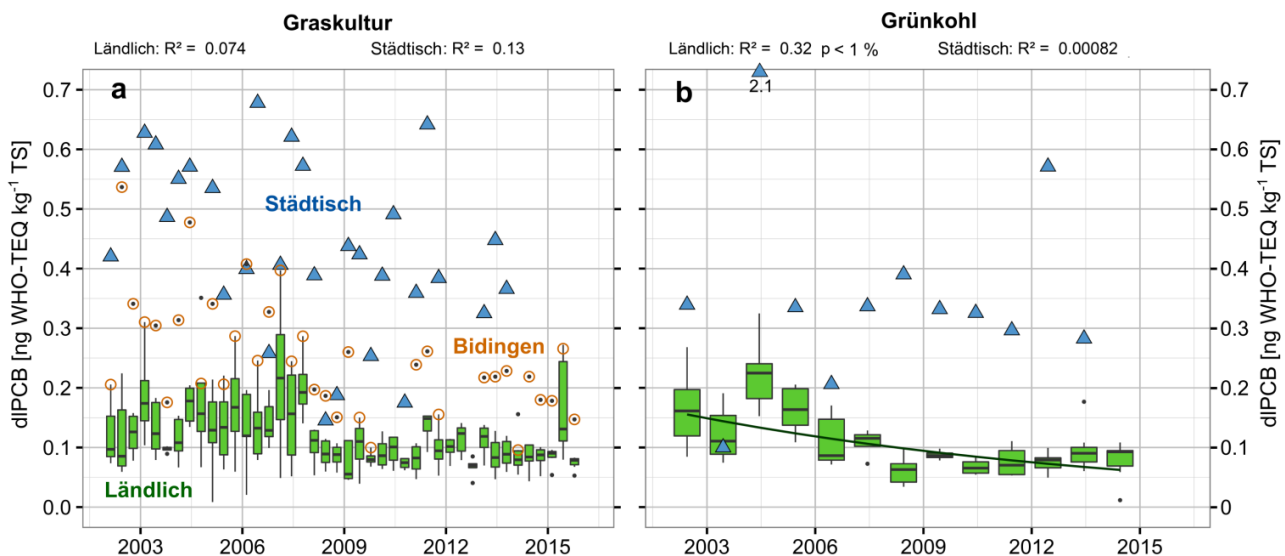 Graskultur
Ländlich: R² = 0.074 Städtisch: R² = 0.13
Grünkohl
Ländlich: R² = 0.32 p < 1 % Städtisch: R² = 0.00082
a
b
2.1
dlPCB [ng WHO-TEQ kg⁻¹ TS]
0.7
0.6
0.5
0.4
0.3
0.2
0.1
0.0
Städtisch
Bidingen
Ländlich
0.7
0.6
0.5
0.4
0.3
0.2
0.1
0.0
dlPCB [ng WHO-TEQ kg⁻¹ TS]
2003 2006 2009 2012 2015
2003 2006 2009 2012 2015